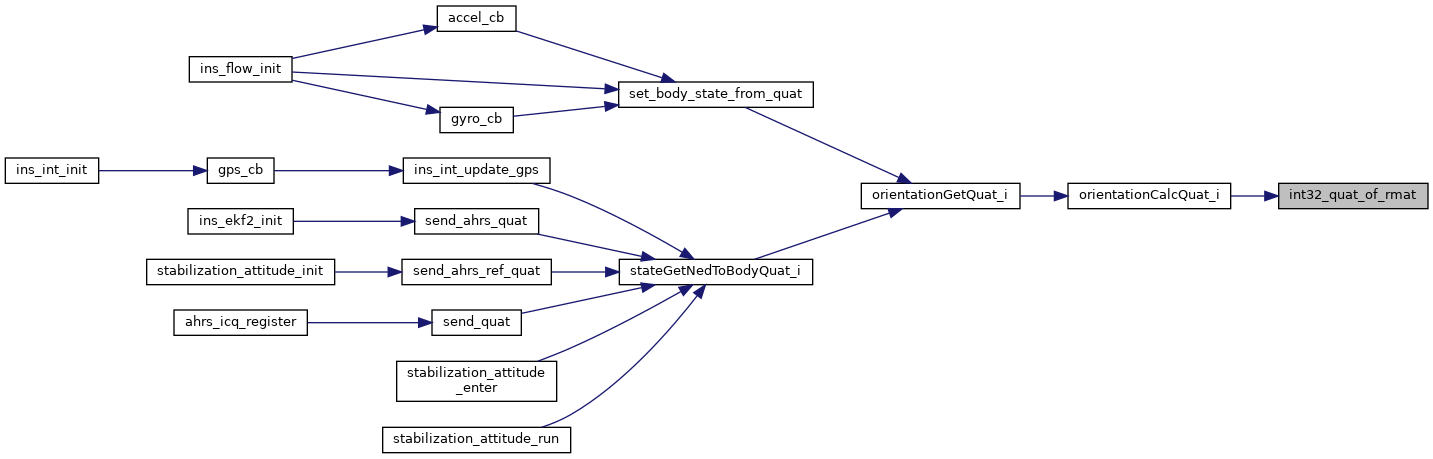 accel_cb
ins_flow_init
set_body_state_from_quat
gyro_cb
ins_int_init
gps_cb
ins_int_update_gps
orientationGetQuat_i
orientationCalcQuat_i
int32_quat_of_rmat
ins_ekf2_init
send_ahrs_quat
stabilization_attitude_init
send_ahrs_ref_quat
stateGetNedToBodyQuat_i
ahrs_icq_register
send_quat
stabilization_attitude
_enter
stabilization_attitude_run